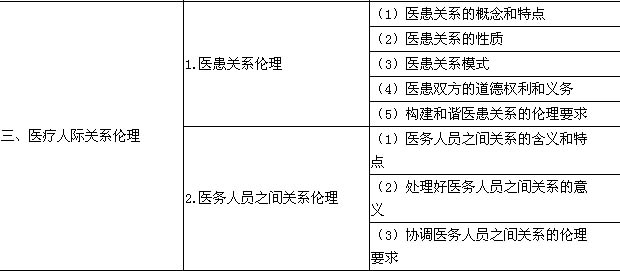 三、医疗人际关系伦理
1.医患关系伦理
（1）医患关系的概念和特点
（2）医患关系的性质
（3）医患关系模式
（4）医患双方的道德权利和义务
（5）构建和谐医患关系的伦理要求
2.医务人员之间关系伦理
（1）医务人员之间关系的含义和特
点
（2）处理好医务人员之间关系的意
义
（3）协调医务人员之间关系的伦理
要求